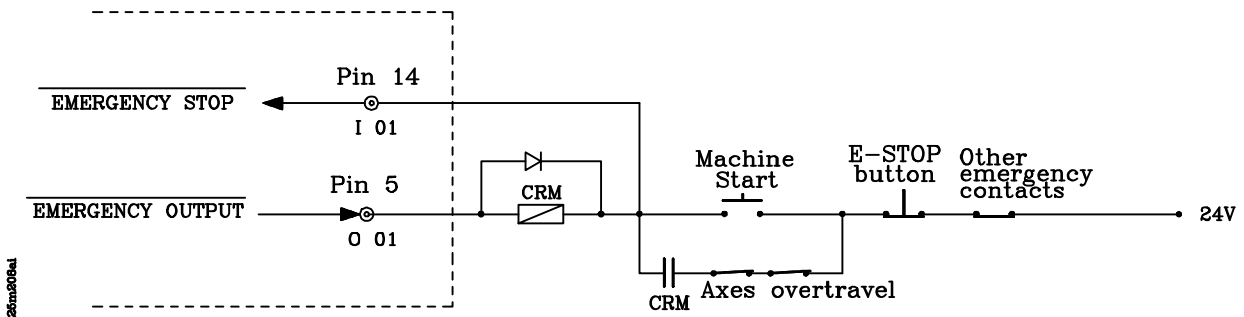 Pin 14
EMERGENCY STOP
I 01
Pin 5
EMERGENCY OUTPUT
O 01
CRM
Machine
Start
E-STOP
button
Other
emergency
contacts
24V
CRM
Axes overtravel
25m206a1